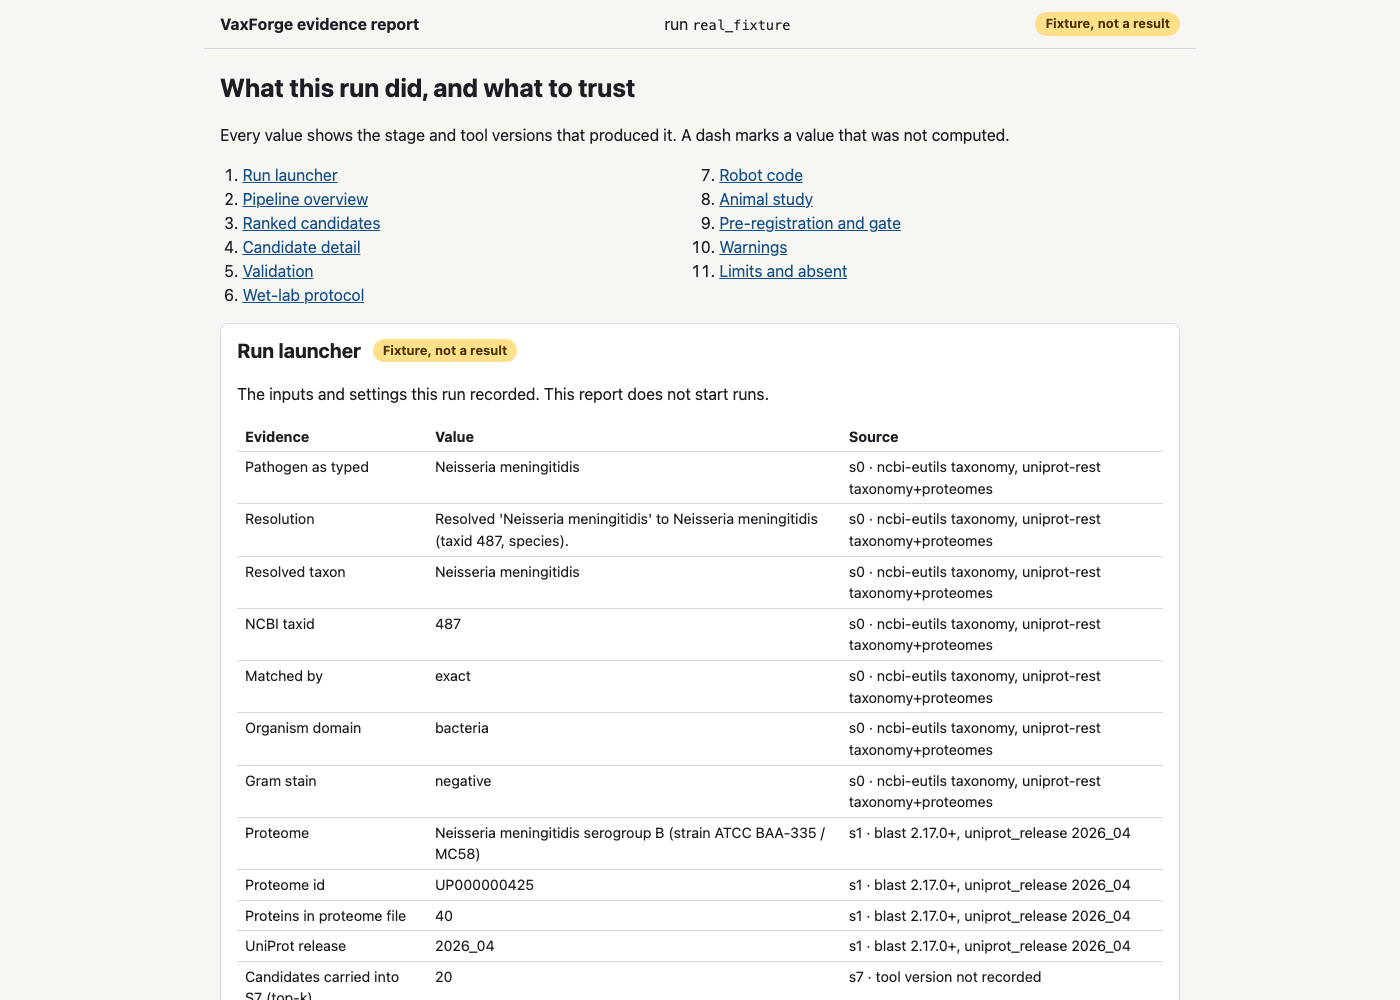 VaxForge evidence report
run real_fixture
Fixture, not a result
What this run did, and what to trust
Every value shows the stage and tool versions that produced it. A dash marks a value that was not computed.
1. Run launcher
2. Pipeline overview
3. Ranked candidates
4. Candidate detail
5. Validation
6. Wet-lab protocol
7. Robot code
8. Animal study
9. Pre-registration and gate
10. Warnings
11. Limits and absent
Run launcher
Fixture, not a result
The inputs and settings this run recorded. This report does not start runs.
Evidence Value Source
Pathogen as typed Neisseria meningitidis s0 · ncbi-eutils taxonomy, uniprot-rest
taxonomy+proteomes
Resolution Resolved 'Neisseria meningitidis' to Neisseria meningitidis s0 · ncbi-eutils taxonomy, uniprot-rest
(taxid 487, species). taxonomy+proteomes
Resolved taxon Neisseria meningitidis s0 · ncbi-eutils taxonomy, uniprot-rest
taxonomy+proteomes
NCBI taxid 487 s0 · ncbi-eutils taxonomy, uniprot-rest
taxonomy+proteomes
Matched by exact s0 · ncbi-eutils taxonomy, uniprot-rest
taxonomy+proteomes
Organism domain bacteria s0 · ncbi-eutils taxonomy, uniprot-rest
taxonomy+proteomes
Gram stain negative s0 · ncbi-eutils taxonomy, uniprot-rest
taxonomy+proteomes
Proteome Neisseria meningitidis serogroup B (strain ATCC BAA-335 / s1 · blast 2.17.0+, uniprot_release 2026_04
MC58)
Proteome id UP000000425 s1 · blast 2.17.0+, uniprot_release 2026_04
Proteins in proteome file 40 s1 · blast 2.17.0+, uniprot_release 2026_04
UniProt release 2026_04 s1 · blast 2.17.0+, uniprot_release 2026_04
Candidates carried into 20 s7 · tool version not recorded
S7 (top-k)